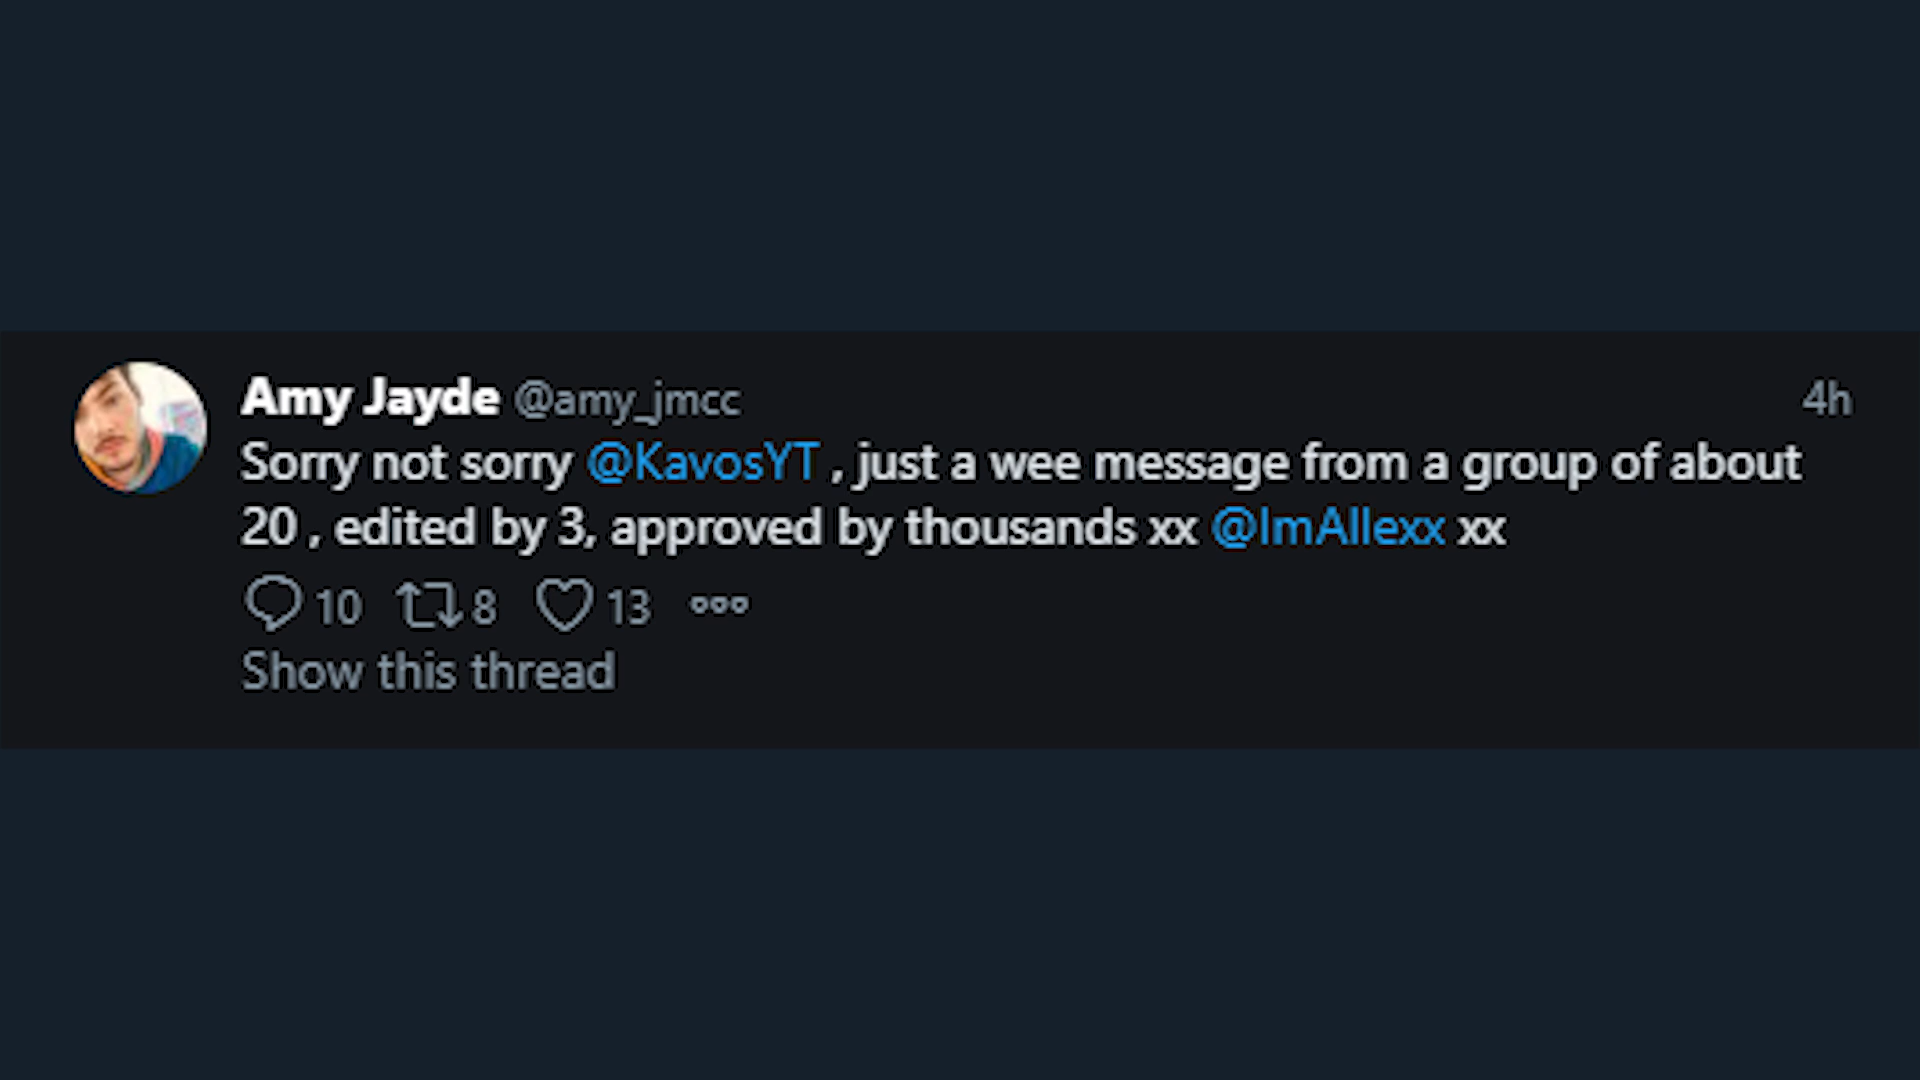 Amy Jayde @amy_jmcc 4h
Sorry not sorry @KavosYT , just a wee message from a group of about
20 , edited by 3, approved by thousands xx @ImAllexx xx
10 8 13
Show this thread